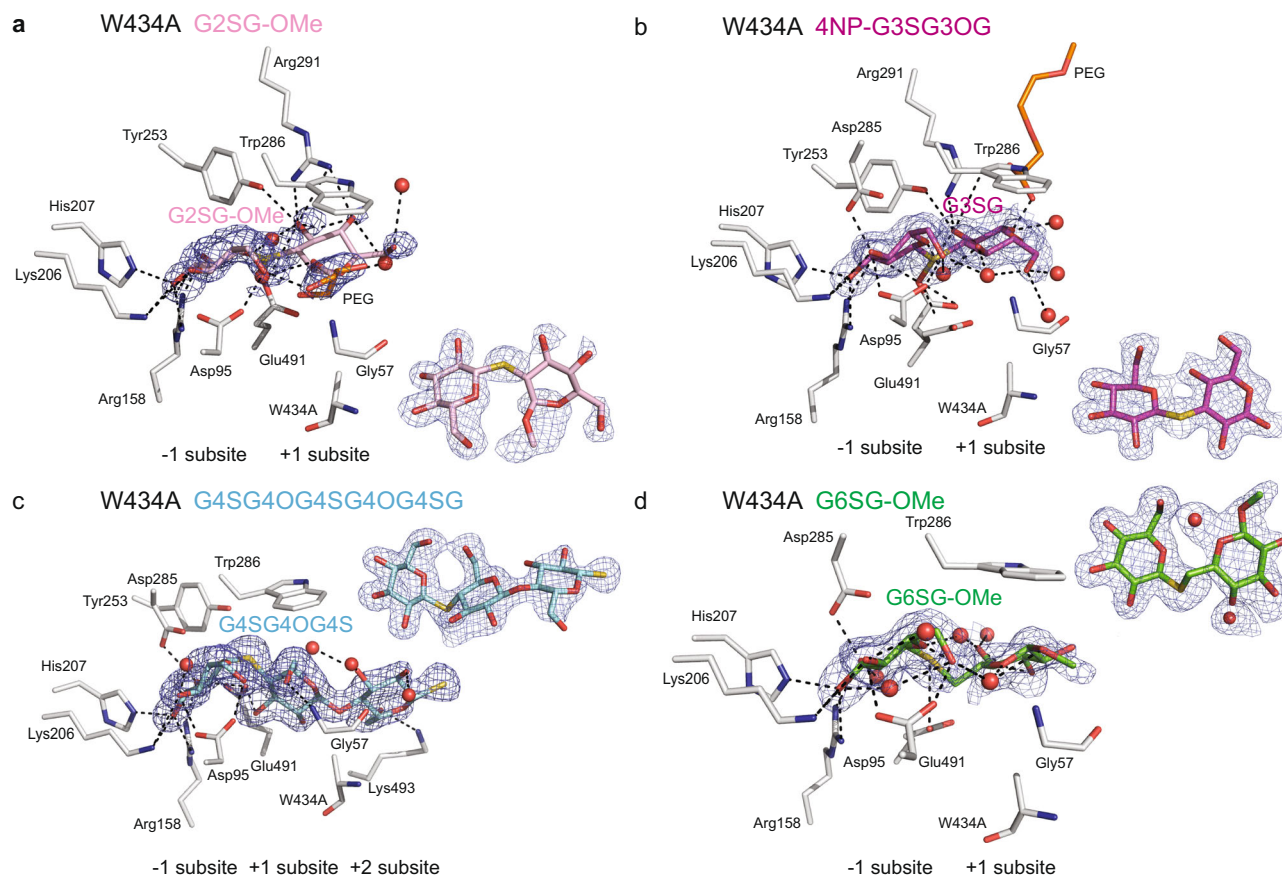 a W434A G2SG-OMe
Arg291
Tyr253
Trp286
His207
G2SG-OMe
Lys206
PEG
Asp95
Glu491
Gly57
Arg158
W434A
-1 subsite +1 subsite
b W434A 4NP-G3SG3OG
Arg291
PEG
Asp285
Tyr253
Trp286
His207
G3SG
Lys206
Asp95
Gly57
Glu491
Arg158
W434A
-1 subsite +1 subsite
c W434A G4SG4OG4SG4OG4SG
Trp286
Asp285
Tyr253
G4SG4OG4S
His207
Lys206
Gly57
Asp95
Glu491
W434A
Lys493
Arg158
-1 subsite +1 subsite +2 subsite
d W434A G6SG-OMe
Trp286
Asp285
G6SG-OMe
His207
Lys206
Asp95
Glu491
Gly57
Arg158
W434A
-1 subsite +1 subsite